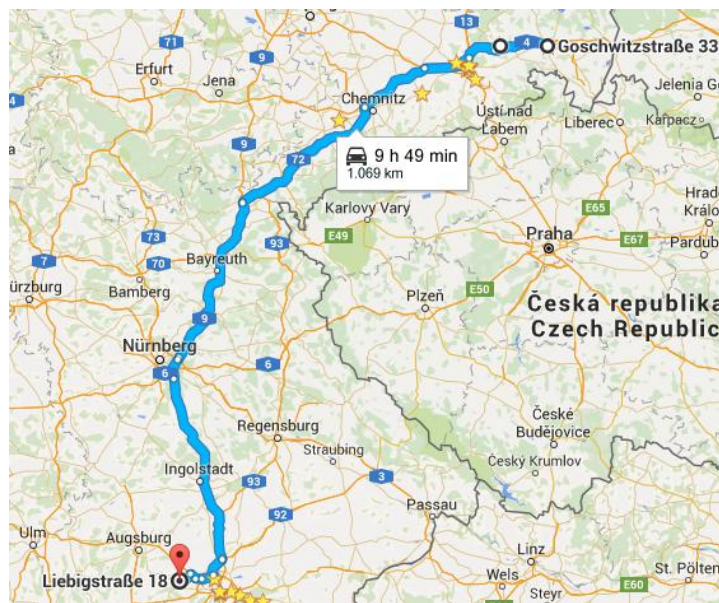 13
71
4
Goschwitzstraße 33
9
Erfurt
Jena
Chemnitz
Jelenia G
4
Ústí nad
Labem
Liberec
Karpacz
9
72
9 h 49 min
1.069 km
Karlovy Vary
E65
Hrad
Králo
73
E49
93
Praha
E67
7
Pardub
70
Bayreuth
ürzburg
Bamberg
Plzeň
E50
Česká republika
Czech Republic
9
Nürnberg
6
6
České
Budějovice
Regensburg
Straubing
Český Krumlov
Ingolstadt
93
3
92
Passau
Ulm
Augsburg
Linz
Liebigstraße 18
Wels
E60
St. Pölten
Steyr